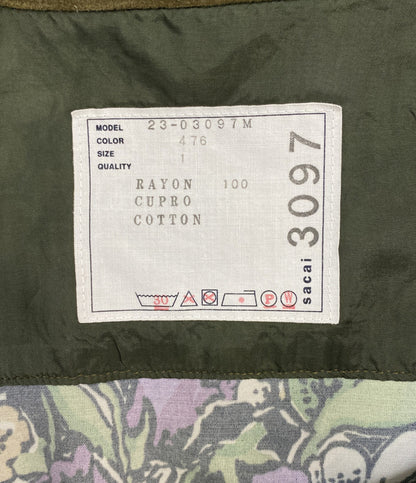 MODEL 23-03097M
COLOR 476
SIZE 1
QUALITY
RAYON 100
CUPRO
COTTON
30 P W
sacai 3097